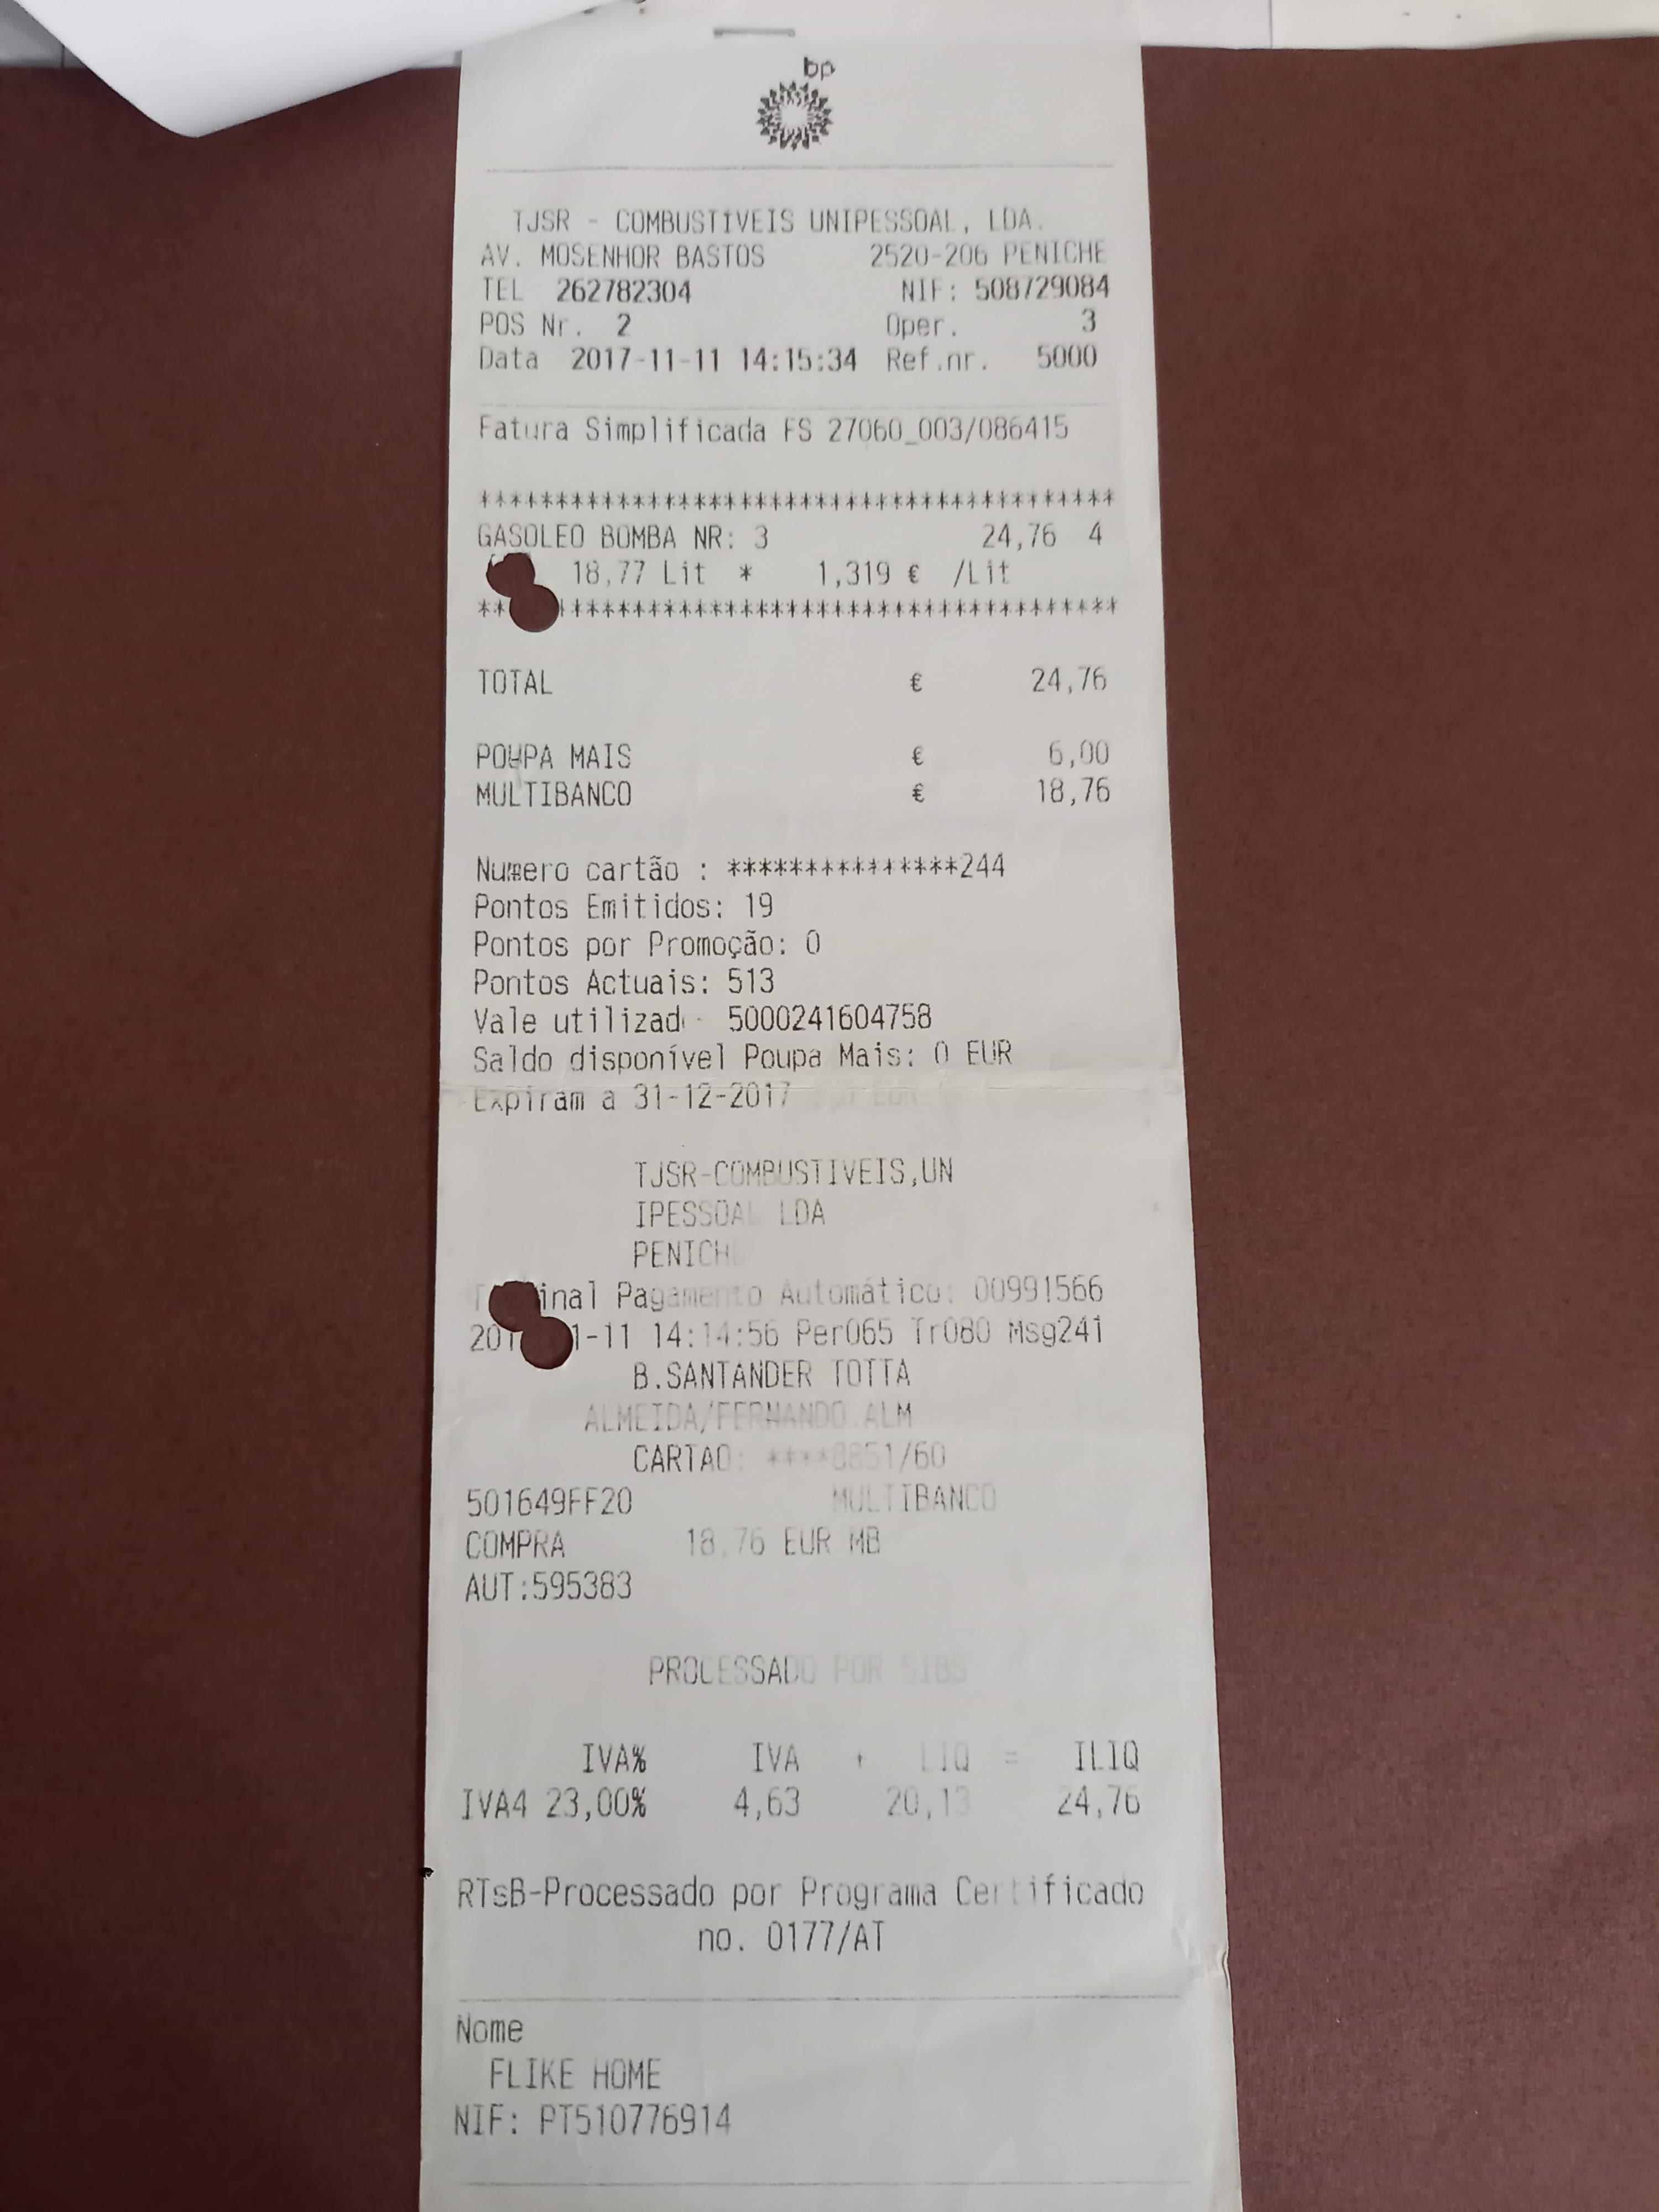 bp
TJSR - COMBUSTÍVEIS UNIPESSOAL, LDA.
AV. MOSENHOR BASTOS 2520-206 PENICHE
TEL 262782304 NIF: 508729084
POS Nr. 2 Oper. 3
Data 2017-11-11 14:15:34 Ref.nr. 5000
Fatura Simplificada FS 27060_003/086415
*****************************************
GASOLEO BOMBA NR: 3 24,76 4
18,77 Lit * 1,319 € /Lit
** ************************************
TOTAL € 24,76
POUPA MAIS € 6,00
MULTIBANCO € 18,76
Numero cartão : ***************244
Pontos Emitidos: 19
Pontos por Promoção: 0
Pontos Actuais: 513
Vale utilizad 5000241604758
Saldo disponível Poupa Mais: 0 EUR
Expiram a 31-12-2017 EUR
TJSR-COMBUSTIVEIS,UN
IPESSOAL LDA
PENICHE
inal Pagamento Automático: 00991566
201 1-11 14:14:56 Per065 Tr080 Msg241
B.SANTANDER TOTTA
ALMEIDA/FERNANDO.ALM
CARTAO: ****8851/60
501649FF20 MULTIBANCO
COMPRA 18,76 EUR MB
AUT:595383
PROCESSADO POR SIBS
IVA% IVA + LIQ = ILIQ
IVA4 23,00% 4,63 20,13 24,76
RTsB-Processado por Programa Certificado
no. 0177/AT
Nome
FLIKE HOME
NIF: PT510776914